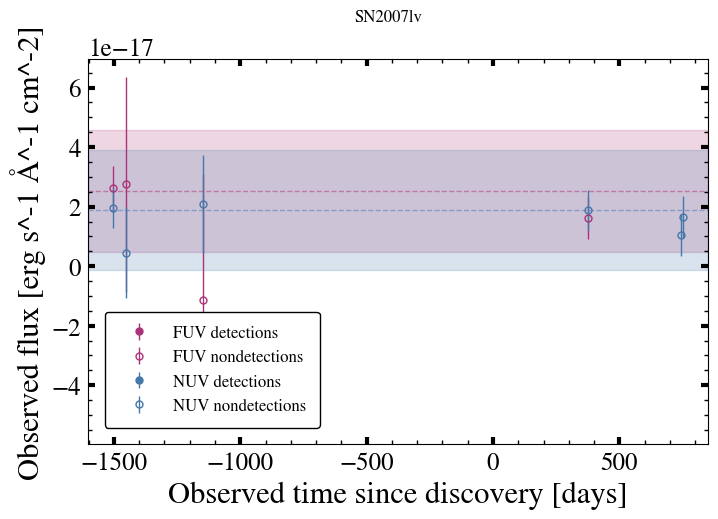 SN2007lv
1e−17
Observed flux [erg s^-1 Å^-1 cm^-2]
6
4
2
0
−2
−4
FUV detections
FUV nondetections
NUV detections
NUV nondetections
−1500 −1000 −500 0 500
Observed time since discovery [days]